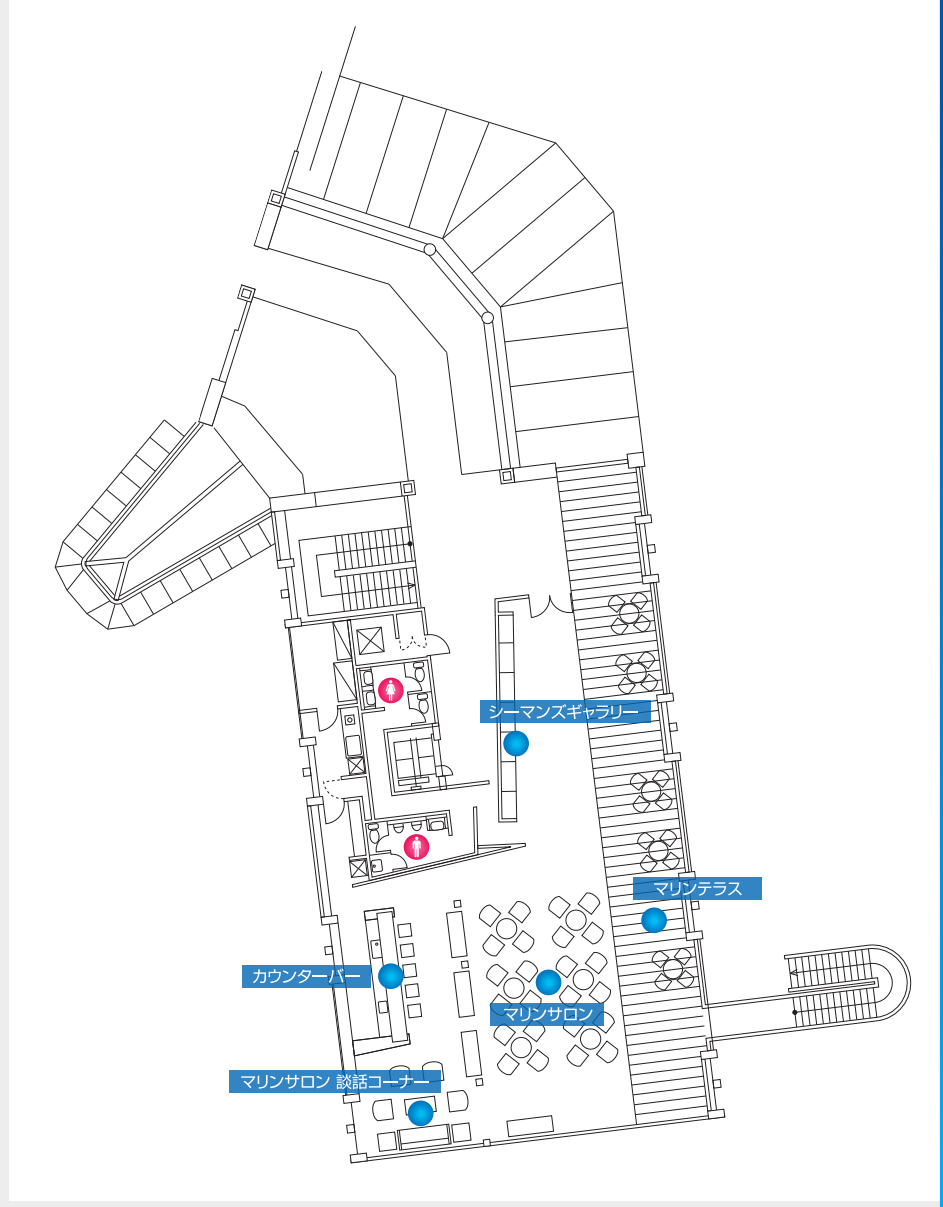 シーマンズギャラリー
マリンテラス
カウンターバー
マリンサロン
マリンサロン 談話コーナー